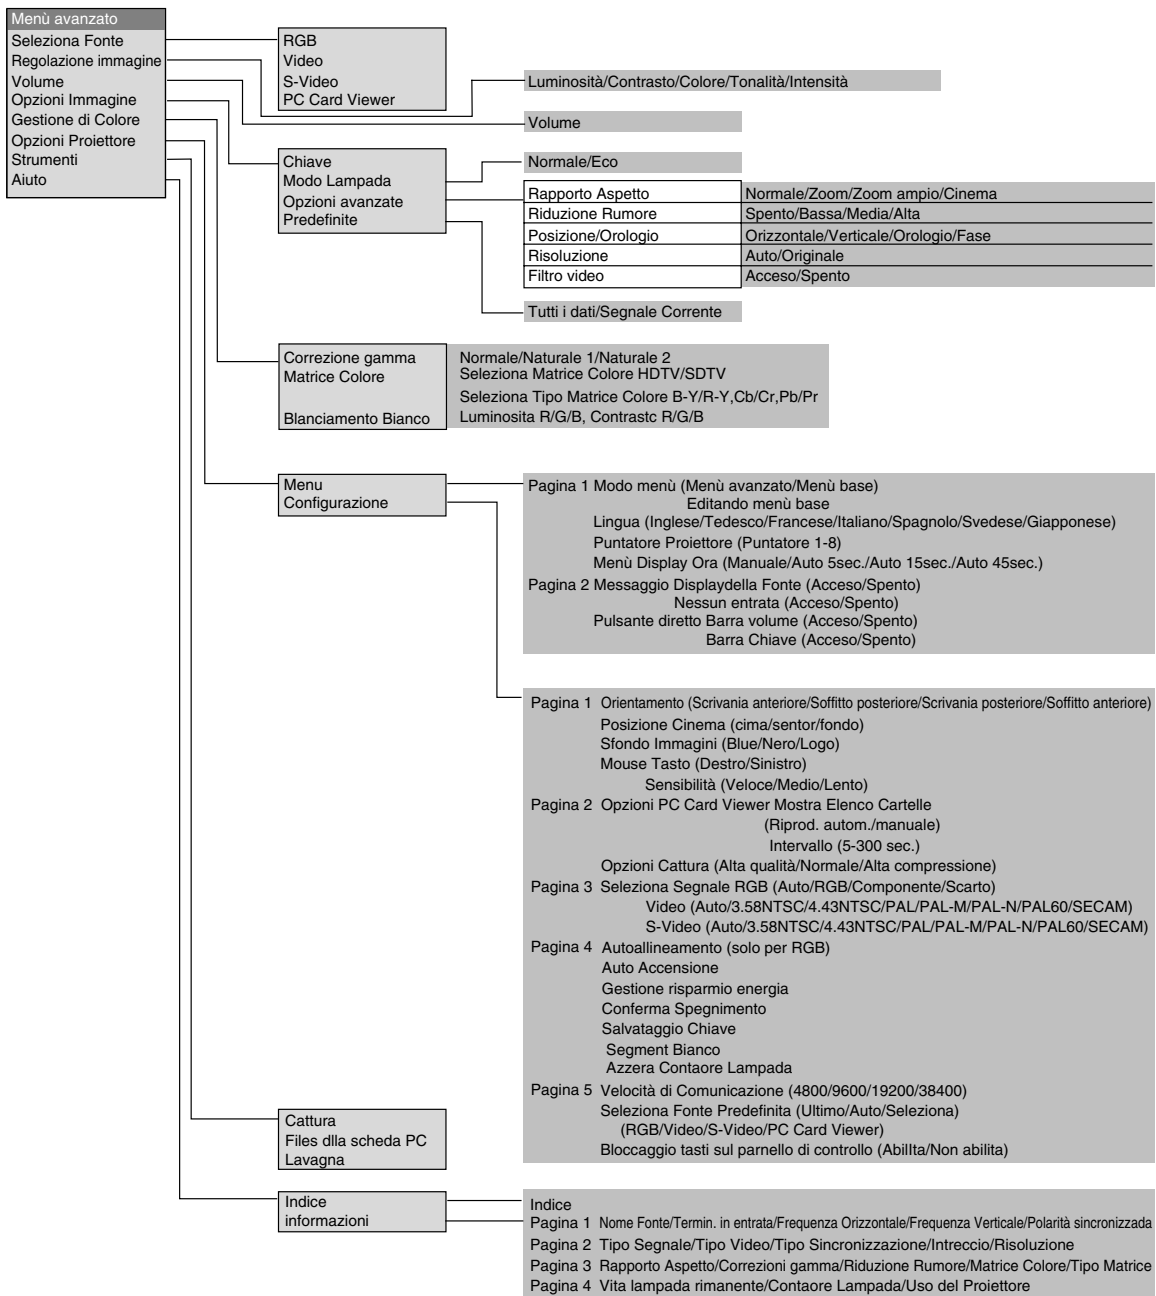 Menù avanzato
Seleziona Fonte
Regolazione immagine
Volume
Opzioni Immagine
Gestione di Colore
Opzioni Proiettore
Strumenti
Aiuto
RGB
Video
S-Video
PC Card Viewer
Luminosità/Contrasto/Colore/Tonalità/Intensità
Volume
Chiave
Modo Lampada
Opzioni avanzate
Predefinite
Normale/Eco
Rapporto Aspetto Normale/Zoom/Zoom ampio/Cinema
Riduzione Rumore Spento/Bassa/Media/Alta
Posizione/Orologio Orizzontale/Verticale/Orologio/Fase
Risoluzione Auto/Originale
Filtro video Acceso/Spento
Tutti i dati/Segnale Corrente
Correzione gamma Normale/Naturale 1/Naturale 2
Matrice Colore Seleziona Matrice Colore HDTV/SDTV
Seleziona Tipo Matrice Colore B-Y/R-Y,Cb/Cr,Pb/Pr
Blanciamento Bianco Luminosita R/G/B, Contrastc R/G/B
Menu
Configurazione
Pagina 1 Modo menù (Menù avanzato/Menù base)
Editando menù base
Lingua (Inglese/Tedesco/Francese/Italiano/Spagnolo/Svedese/Giapponese)
Puntatore Proiettore (Puntatore 1-8)
Menù Display Ora (Manuale/Auto 5sec./Auto 15sec./Auto 45sec.)
Pagina 2 Messaggio Displaydella Fonte (Acceso/Spento)
Nessun entrata (Acceso/Spento)
Pulsante diretto Barra volume (Acceso/Spento)
Barra Chiave (Acceso/Spento)
Pagina 1 Orientamento (Scrivania anteriore/Soffitto posteriore/Scrivania posteriore/Soffitto anteriore)
Posizione Cinema (cima/sentor/fondo)
Sfondo Immagini (Blue/Nero/Logo)
Mouse Tasto (Destro/Sinistro)
Sensibilità (Veloce/Medio/Lento)
Pagina 2 Opzioni PC Card Viewer Mostra Elenco Cartelle
(Riprod. autom./manuale)
Intervallo (5-300 sec.)
Opzioni Cattura (Alta qualità/Normale/Alta compressione)
Pagina 3 Seleziona Segnale RGB (Auto/RGB/Componente/Scarto)
Video (Auto/3.58NTSC/4.43NTSC/PAL/PAL-M/PAL-N/PAL60/SECAM)
S-Video (Auto/3.58NTSC/4.43NTSC/PAL/PAL-M/PAL-N/PAL60/SECAM)
Pagina 4 Autoallineamento (solo per RGB)
Auto Accensione
Gestione risparmio energia
Conferma Spegnimento
Salvataggio Chiave
Segment Bianco
Azzera Contaore Lampada
Pagina 5 Velocità di Comunicazione (4800/9600/19200/38400)
Seleziona Fonte Predefinita (Ultimo/Auto/Seleziona)
(RGB/Video/S-Video/PC Card Viewer)
Bloccaggio tasti sul parnello di controllo (AbilIta/Non abilita)
Cattura
Files dlla scheda PC
Lavagna
Indice
informazioni
Indice
Pagina 1 Nome Fonte/Termin. in entrata/Frequenza Orizzontale/Frequenza Verticale/Polarità sincronizzada
Pagina 2 Tipo Segnale/Tipo Video/Tipo Sincronizzazione/Intreccio/Risoluzione
Pagina 3 Rapporto Aspetto/Correzioni gamma/Riduzione Rumore/Matrice Colore/Tipo Matrice
Pagina 4 Vita lampada rimanente/Contaore Lampada/Uso del Proiettore